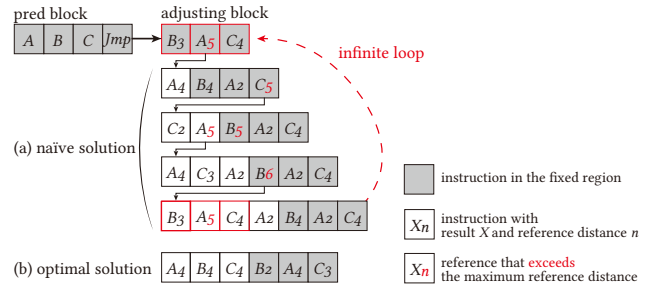 pred block
adjusting block
A B C Jmp
B3 A5 C4
infinite loop
A4 B4 A2 C5
C2 A5 B5 A2 C4
(a) naïve solution
A4 C3 A2 B6 A2 C4
B3 A5 C4 A2 B4 A2 C4
(b) optimal solution
A4 B4 C4 B2 A4 C3
instruction in the fixed region
Xn
instruction with
result X and reference distance n
Xn
reference that exceeds
the maximum reference distance